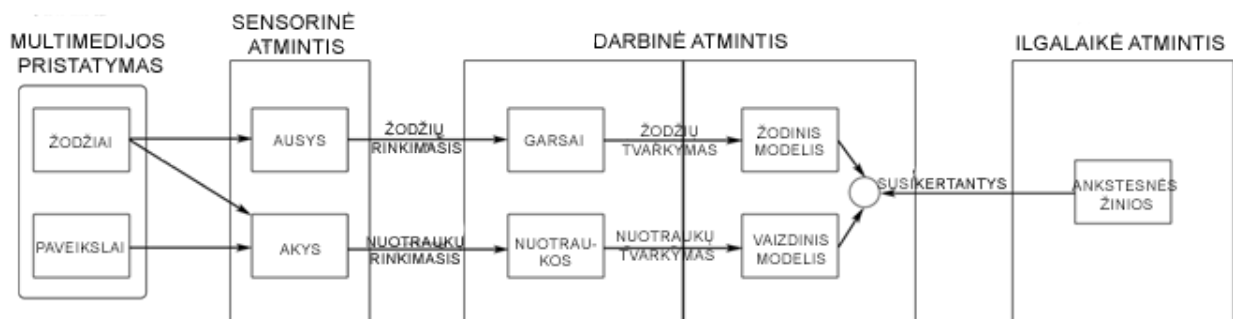 MULTIMEDIJOS
PRISTATYMAS
SENSORINĖ
ATMINTIS
DARBINĖ ATMINTIS
ILGALAIKĖ ATMINTIS
ŽODŽIAI
AUSYS
ŽODŽIŲ
RINKIMASIS
GARSAI
ŽODŽIŲ
TVARKYMAS
ŽODINIS
MODELIS
SUSIKERTANTYS
ANKSTESNĖS
ŽINIOS
PAVEIKSLAI
AKYS
NUOTRAUKŲ
RINKIMASIS
NUOTRAU-
KOS
NUOTRAUKŲ
TVARKYMAS
VAIZDINIS
MODELIS